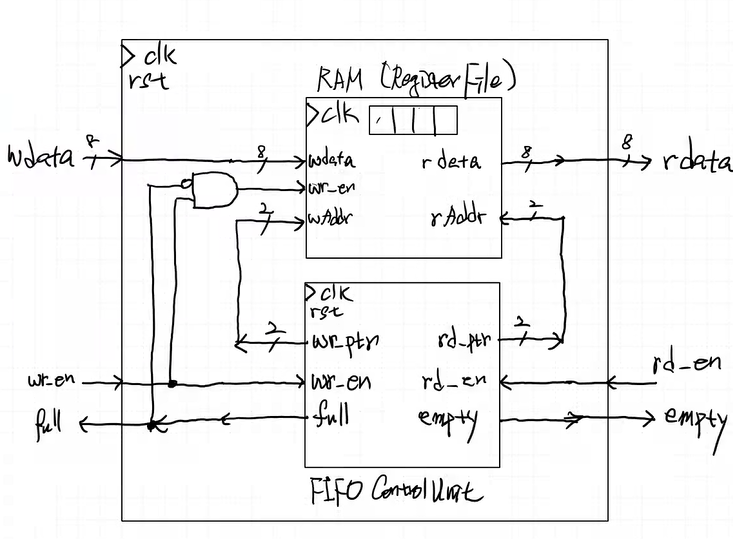 clk
rst
RAM (Register File)
clk
wdata
8
8
wdata
rdata
8
8
rdata
wr_en
2
wAddr
rAddr
2
clk
rst
2
wr_ptr
rd_ptr
2
wr_en
wr_en
rd_en
rd_en
full
full
empty
empty
FIFO Control Unit